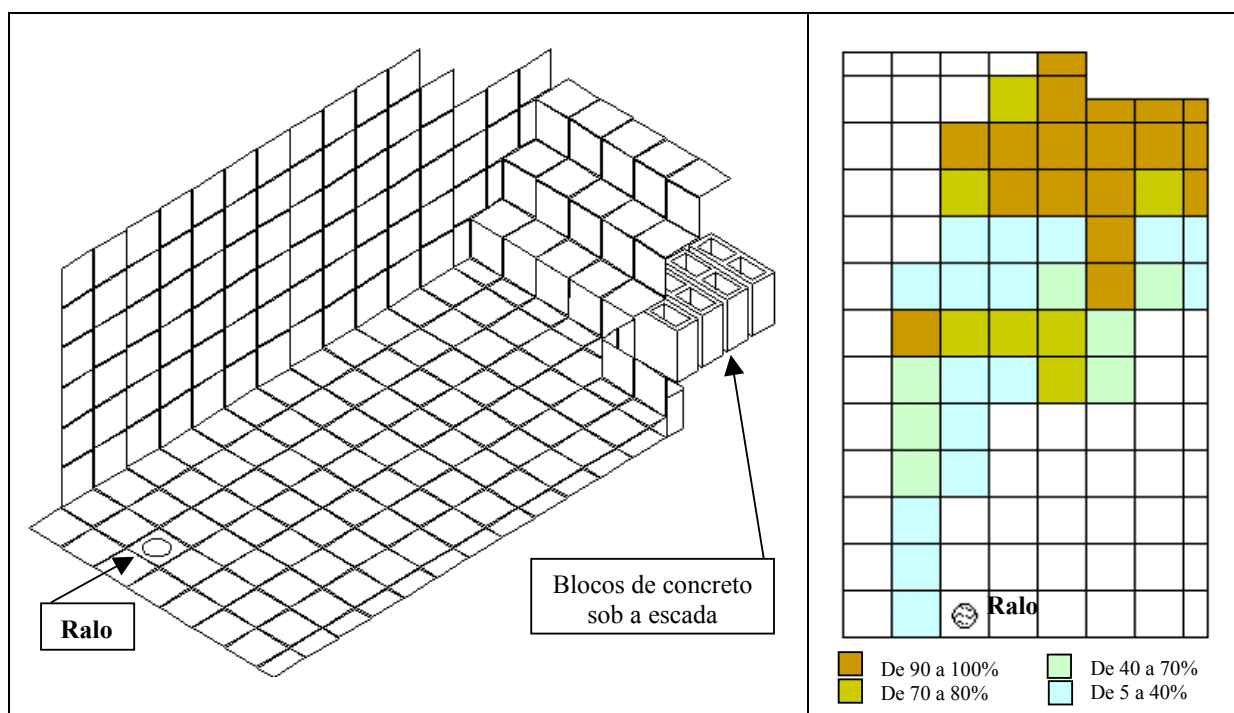 Ralo
Blocos de concreto
sob a escada
Ralo
De 90 a 100%
De 70 a 80%
De 40 a 70%
De 5 a 40%